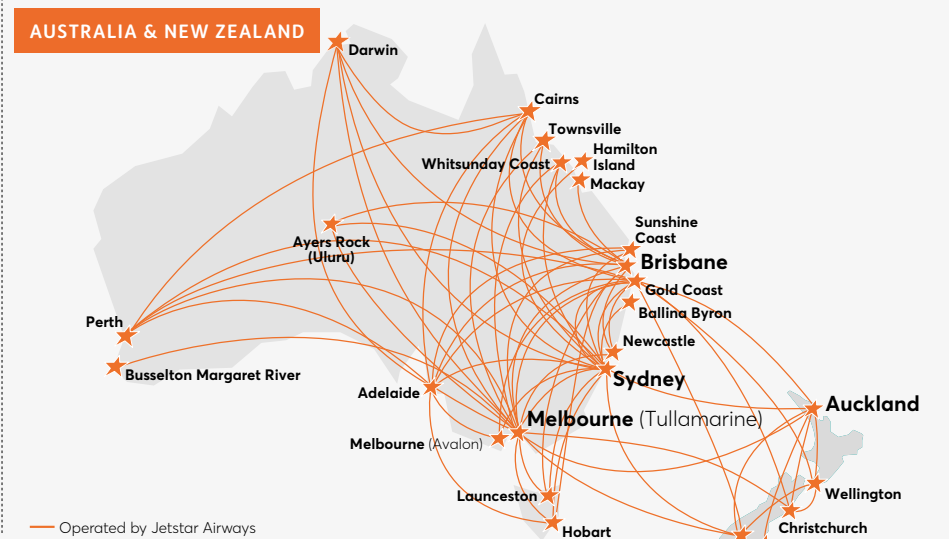 AUSTRALIA & NEW ZEALAND
Darwin
Cairns
Townsville
Hamilton
Island
Whitsunday Coast
Mackay
Sunshine
Coast
Ayers Rock
(Uluru)
Brisbane
Gold Coast
Ballina Byron
Perth
Newcastle
Busselton Margaret River
Sydney
Adelaide
Auckland
Melbourne (Tullamarine)
Melbourne (Avalon)
Launceston
Wellington
Christchurch
Operated by Jetstar Airways
Hobart